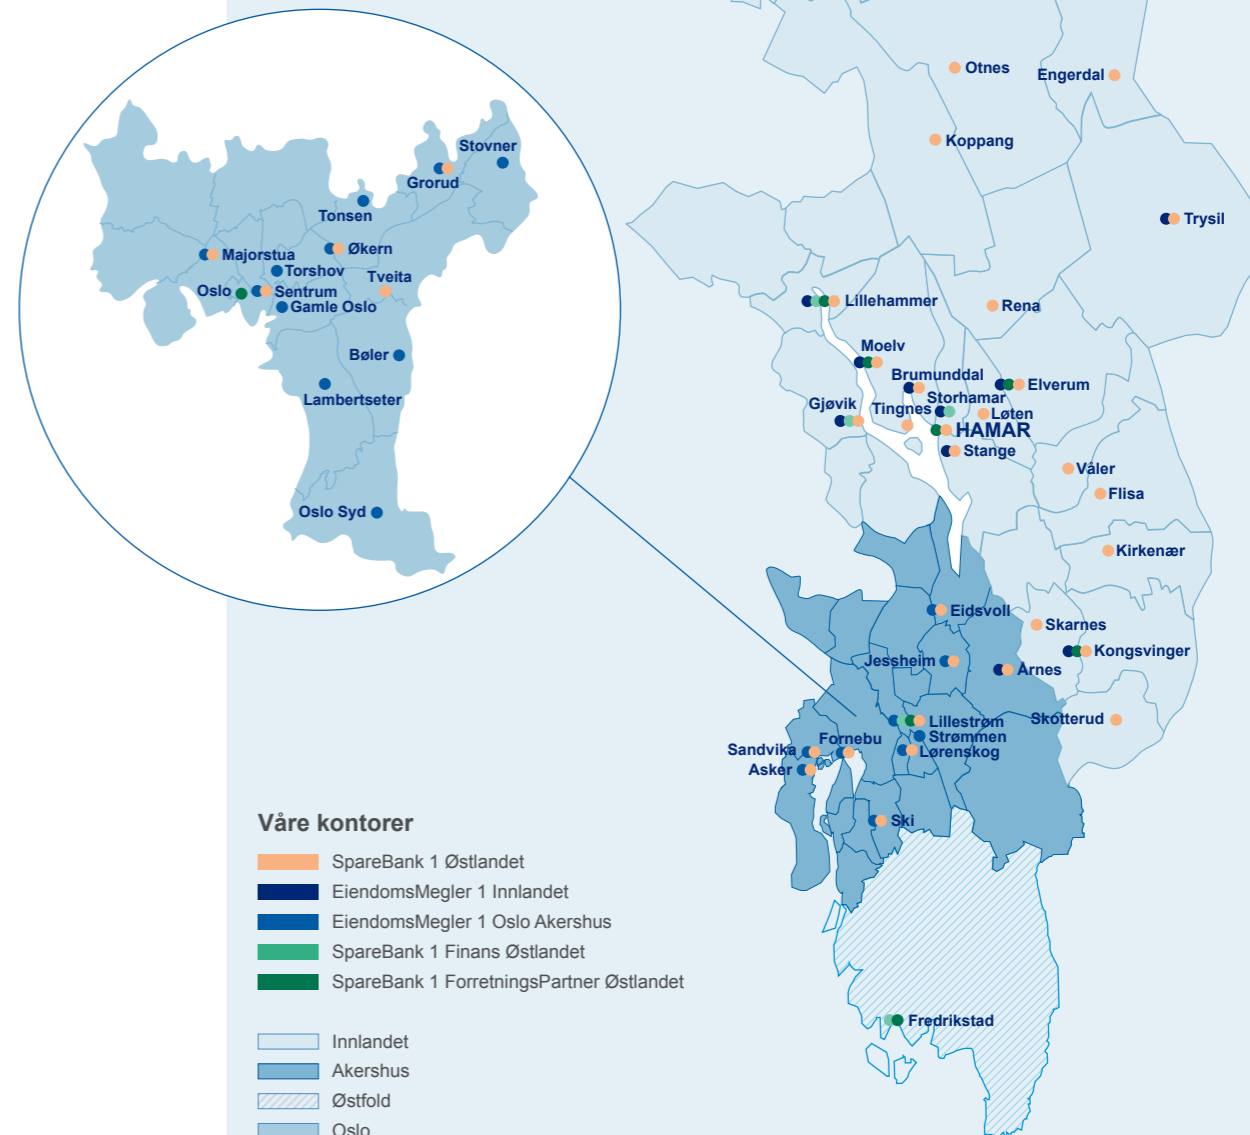 Otnes
Engerdal
Koppang
Stovner
Grorud
Tonsen
Trysil
Økern
Majorstua
Torshov
Tveita
Oslo
Sentrum
Gamle Oslo
Lillehammer
Rena
Moelv
Bøler
Brumunddal
Elverum
Lambertseter
Storhamar
Gjøvik
Tingnes
Løten
HAMAR
Stange
Våler
Flisa
Oslo Syd
Kirkenær
Eidsvoll
Skarnes
Kongsvinger
Jessheim
Årnes
Skotterud
Lillestrøm
Strømmen
Fornebu
Sandvika
Lørenskog
Asker
Ski
Våre kontorer
SpareBank 1 Østlandet
EiendomsMegler 1 Innlandet
EiendomsMegler 1 Oslo Akershus
SpareBank 1 Finans Østlandet
SpareBank 1 ForretningsPartner Østlandet
Fredrikstad
Innlandet
Akershus
Østfold
Oslo